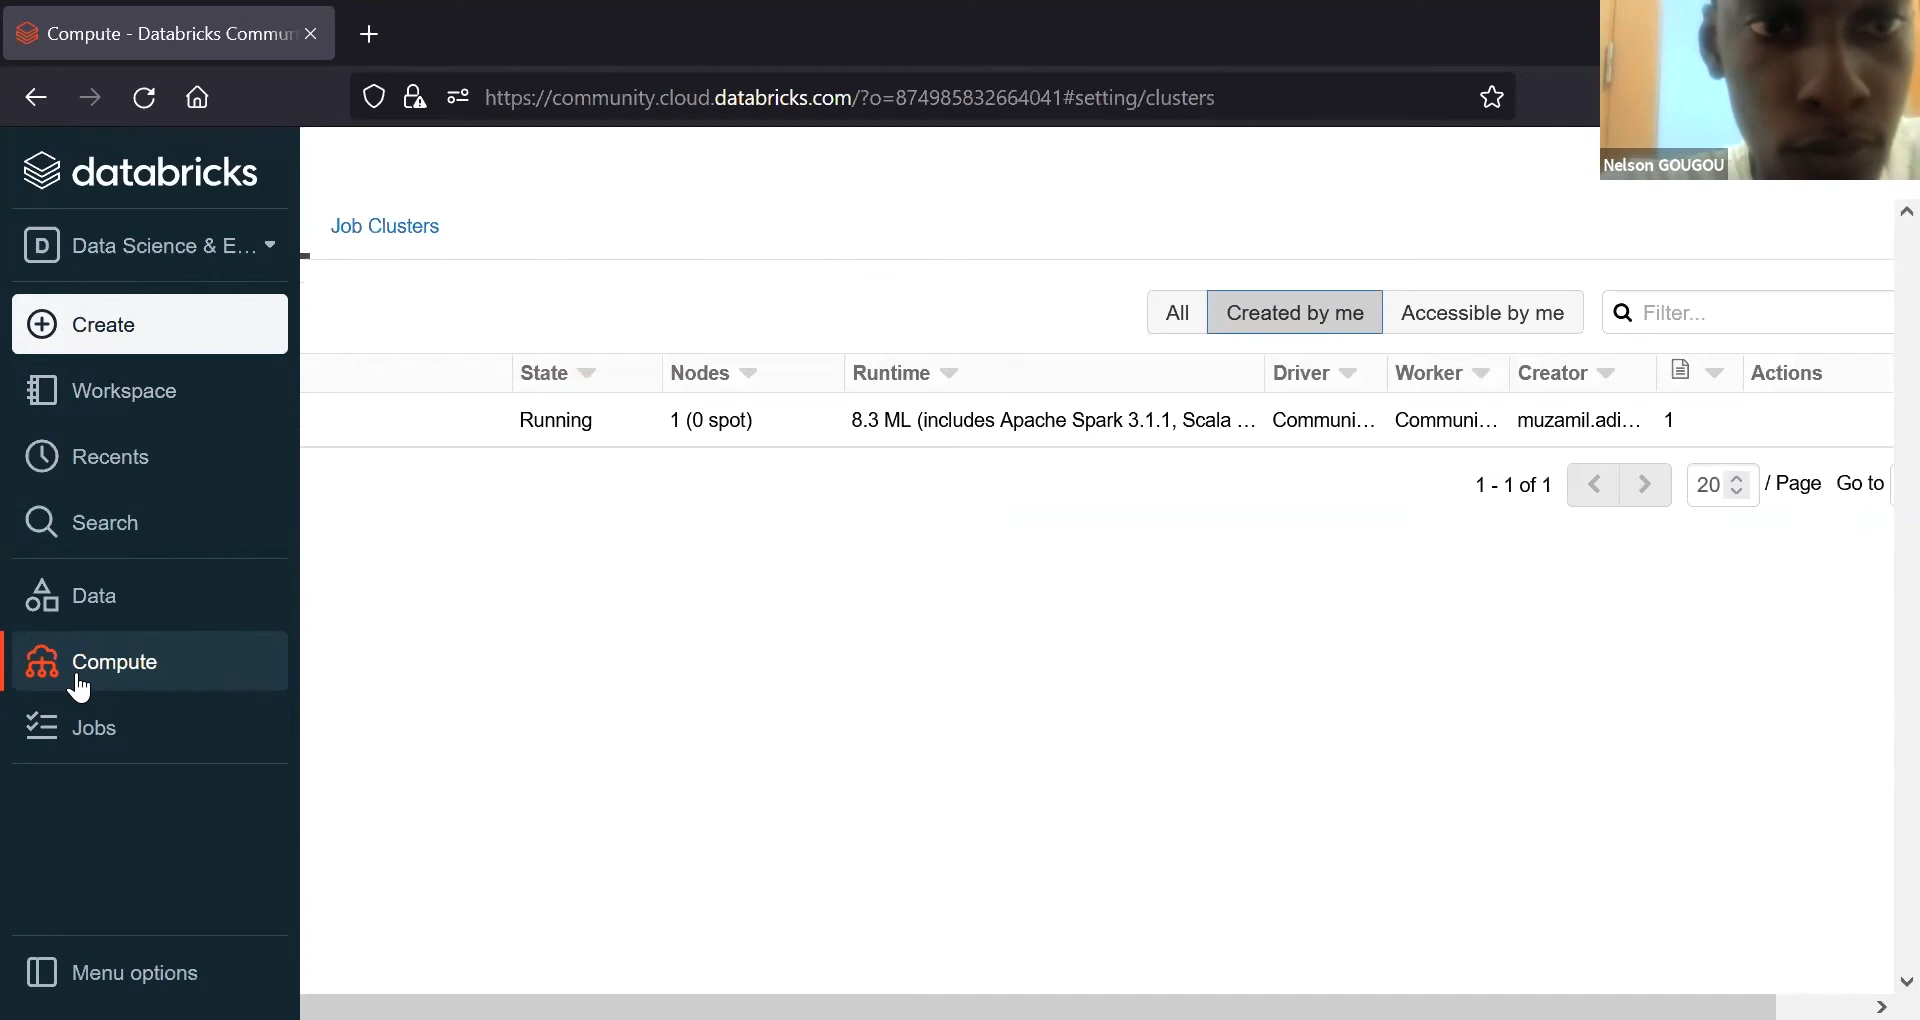 Compute - Databricks Commun
https://community.cloud.databricks.com/?o=874985832664041#setting/clusters
Nelson GOUGOU
databricks
D Data Science & E...
Create
Workspace
Recents
Search
Data
Compute
Jobs
Menu options
Job Clusters
All Created by me Accessible by me Filter...
State Nodes Runtime Driver Worker Creator Actions
Running 1 (0 spot) 8.3 ML (includes Apache Spark 3.1.1, Scala ... Communi... Communi... muzamil.adi... 1
1 - 1 of 1 20 / Page Go to